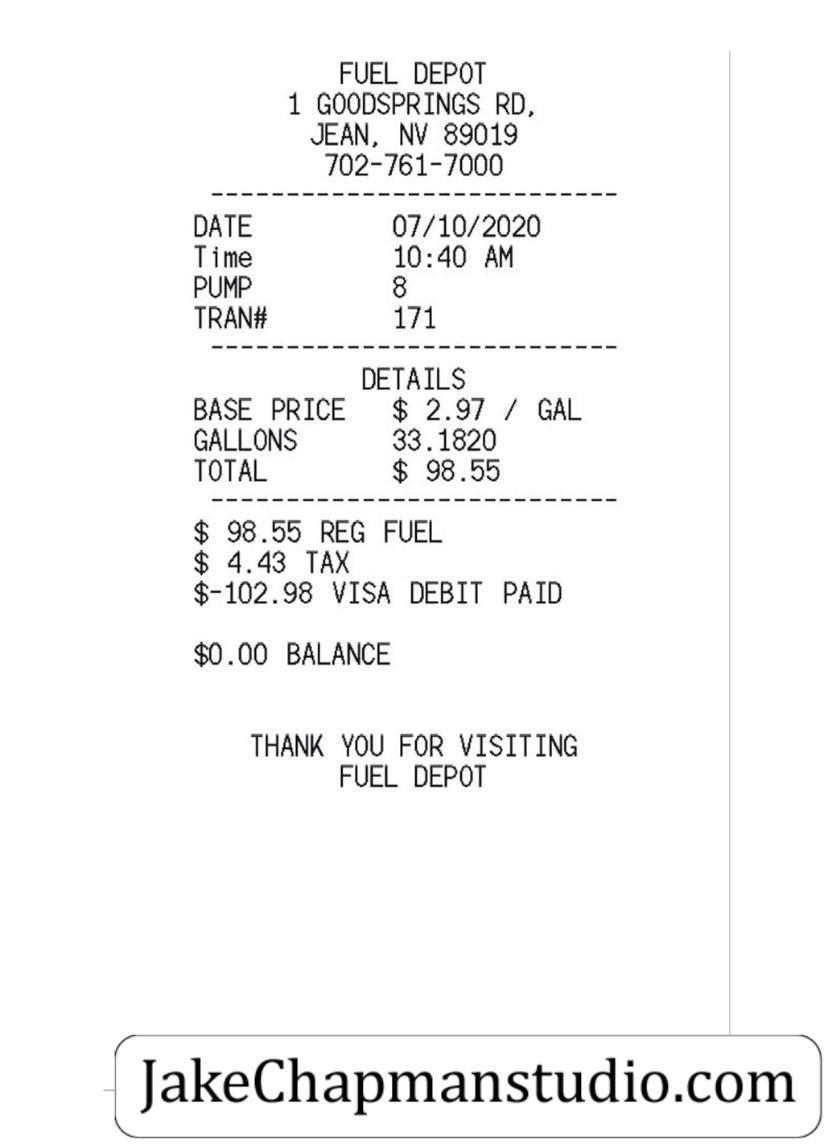 FUEL DEPOT
1 GOODSPRINGS RD,
JEAN, NV 89019
702-761-7000
---------------------------
DATE 07/10/2020
Time 10:40 AM
PUMP 8
TRAN# 171
---------------------------
DETAILS
BASE PRICE $ 2.97 / GAL
GALLONS 33.1820
TOTAL $ 98.55
---------------------------
$ 98.55 REG FUEL
$ 4.43 TAX
$-102.98 VISA DEBIT PAID
$0.00 BALANCE
THANK YOU FOR VISITING
FUEL DEPOT
JakeChapmanstudio.com